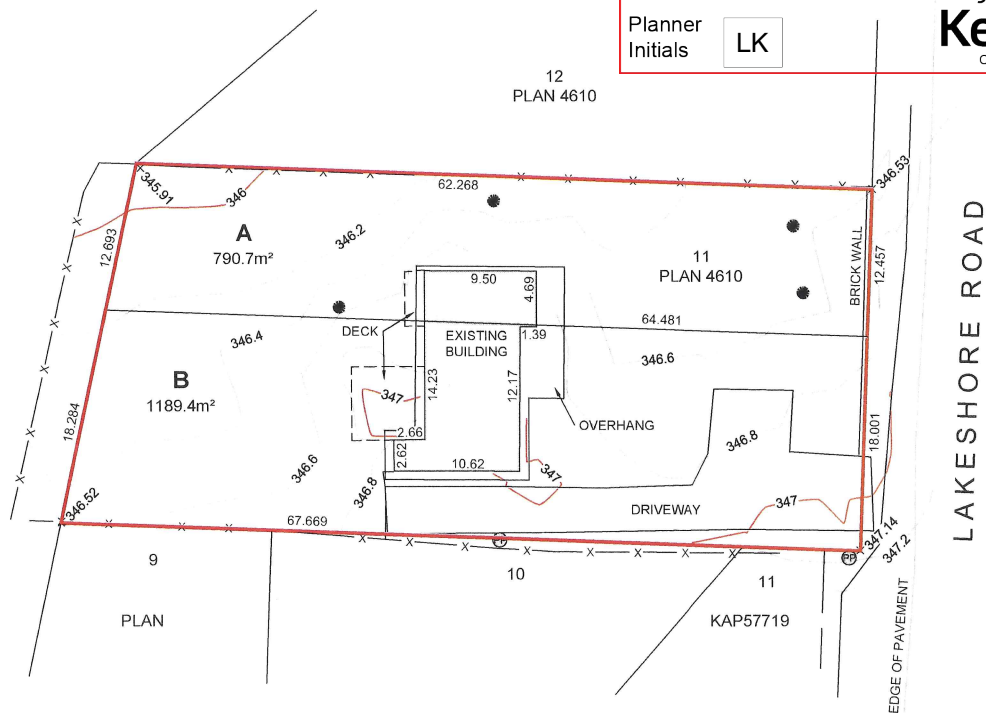 Planner
Initials
LK
Ke
12
PLAN 4610
345.91
346
62.268
346.53
12.693
A
790.7m²
346.2
11
PLAN 4610
BRICK WALL
12.457
LAKESHORE ROAD
9.50
4.69
DECK
EXISTING
BUILDING
1.39
64.481
346.4
346.6
B
1189.4m²
14.23
12.17
347
OVERHANG
18.284
2.66
2.62
10.62
346.8
18.001
346.6
346.8
347
DRIVEWAY
347
346.52
67.669
347.14
347.2
9
10
11
PLAN
KAP57719
EDGE OF PAVEMENT